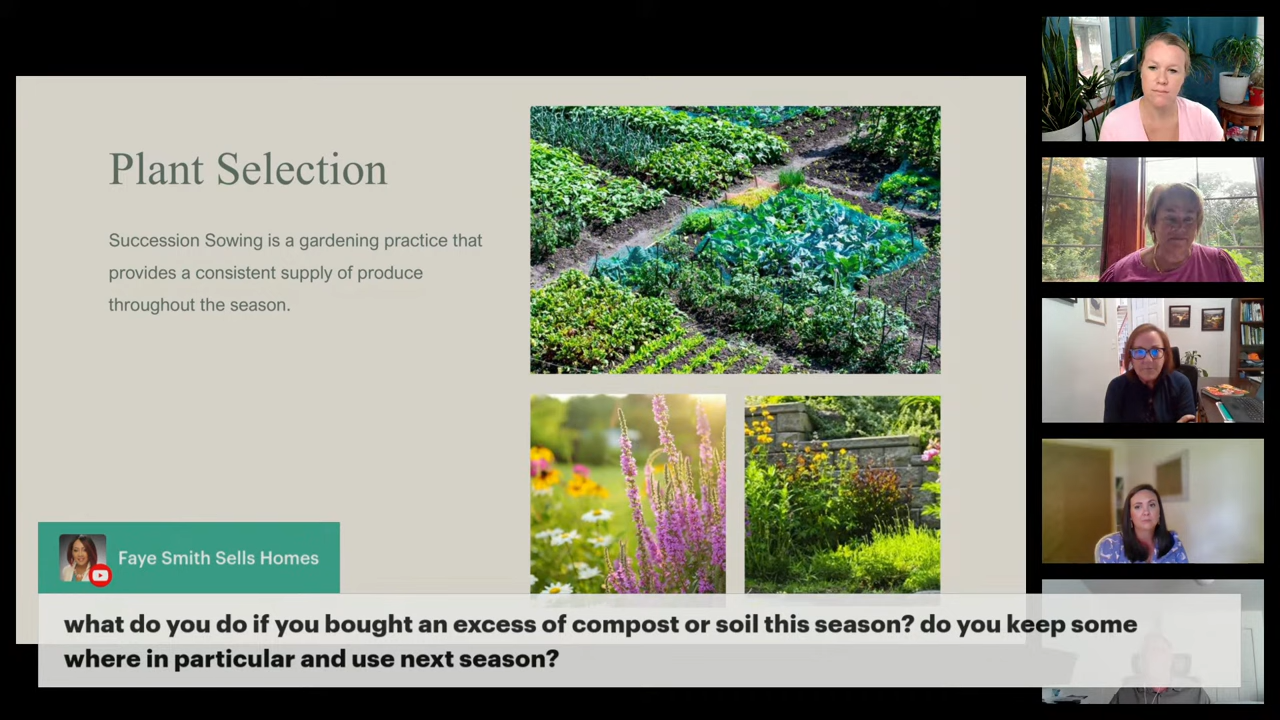 Plant Selection
Succession Sowing is a gardening practice that
provides a consistent supply of produce
throughout the season.
Faye Smith Sells Homes
what do you do if you bought an excess of compost or soil this season? do you keep some
where in particular and use next season?